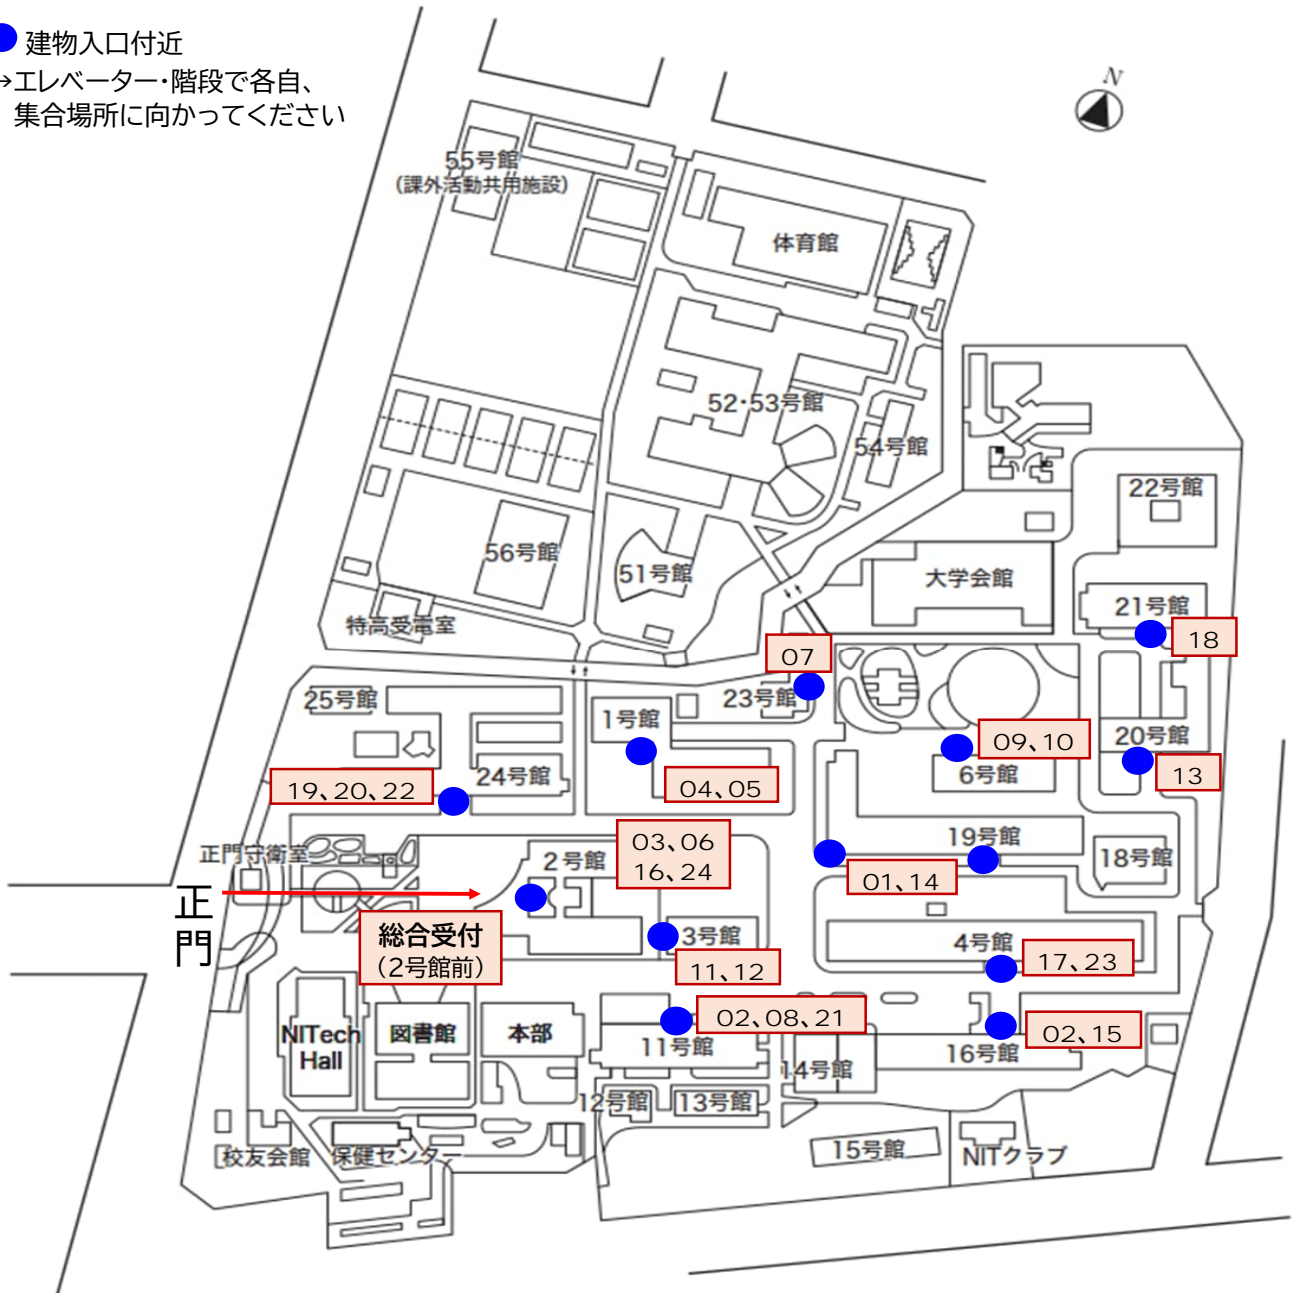 建物入口付近
→エレベーター・階段で各自、
集合場所に向かってください
N
55号館
（課外活動共用施設）
体育館
52・53号館
54号館
22号館
56号館
51号館
大学会館
21号館
特高受電室
18
07
25号館
23号館
1号館
09、10
20号館
24号館
6号館
13
19、20、22
04、05
03、06
16、24
19号館
正門守衛室
2号館
18号館
01、14
正門
総合受付
（2号館前）
3号館
4号館
11、12
17、23
02、08、21
02、15
NITech
Hall
図書館
本部
11号館
16号館
14号館
12号館
13号館
校友会館
保健センター
15号館
NITクラブ